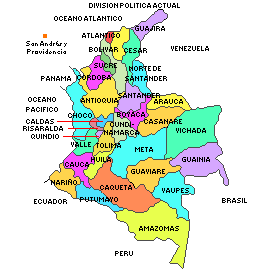 DIVISION POLITICA ACTUAL
OCEANO ATLANTICO
GUAJIRA
ATLANTICO
San Andrés y
Providencia
BOLIVAR
CESAR
VENEZUELA
SUCRE
NORTE DE
SANTANDER
PANAMA
CORDOBA
OCEANO
PACIFICO
ANTIOQUIA
SANTANDER
ARAUCA
CHOCO
BOYACA
CASANARE
CALDAS
RISARALDA
QUINDIO
CUNDI-
NAMARCA
VICHADA
VALLE
TOLIMA
META
CAUCA
HUILA
GUAINIA
NARIÑO
GUAVIARE
CAQUETA
VAUPES
ECUADOR
PUTUMAYO
BRASIL
AMAZONAS
PERU